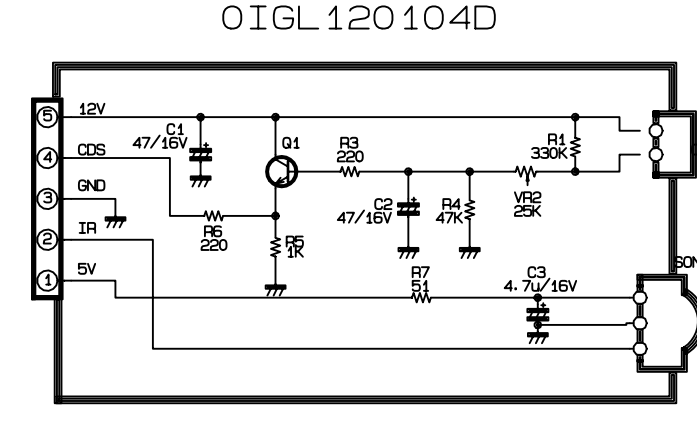 OIGL120104D
5 12V
C1
47/16V
Q1
R3
220
R1
330K
4 CDS
3 GND
C2
47/16V
R4
47K
VR2
25K
2 IR
R6
220
R5
1K
1 5V
R7
51
C3
4.7u/16V
SON